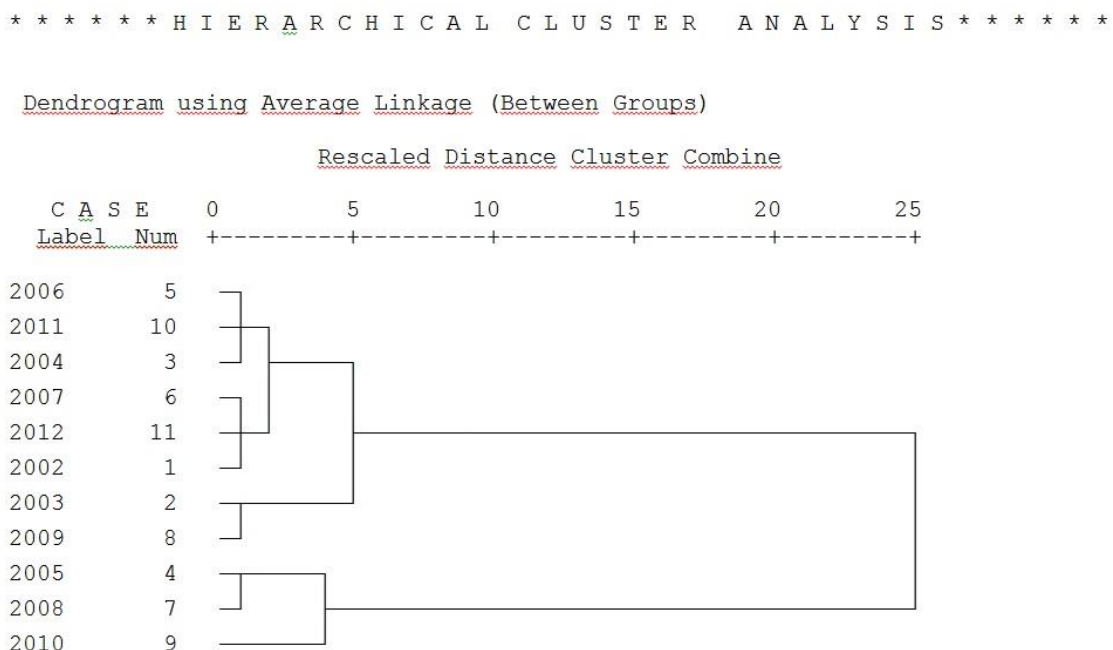 * * * * * * H I E R A R C H I C A L   C L U S T E R   A N A L Y S I S * * * * * *
Dendrogram using Average Linkage (Between Groups)
Rescaled Distance Cluster Combine
C A S E 0 5 10 15 20 25
Label Num +---------+---------+---------+---------+---------+
2006 5
2011 10
2004 3
2007 6
2012 11
2002 1
2003 2
2009 8
2005 4
2008 7
2010 9